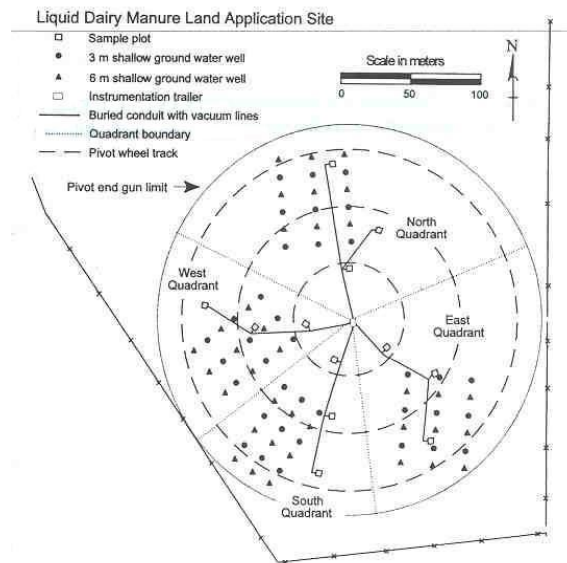 Liquid Dairy Manure Land Application Site
Sample plot
3 m shallow ground water well
6 m shallow ground water well
Instrumentation trailer
Buried conduit with vacuum lines
Quadrant boundary
Pivot wheel track
Scale in meters
0 50 100
N
Pivot end gun limit
North
Quadrant
West
Quadrant
East
Quadrant
South
Quadrant